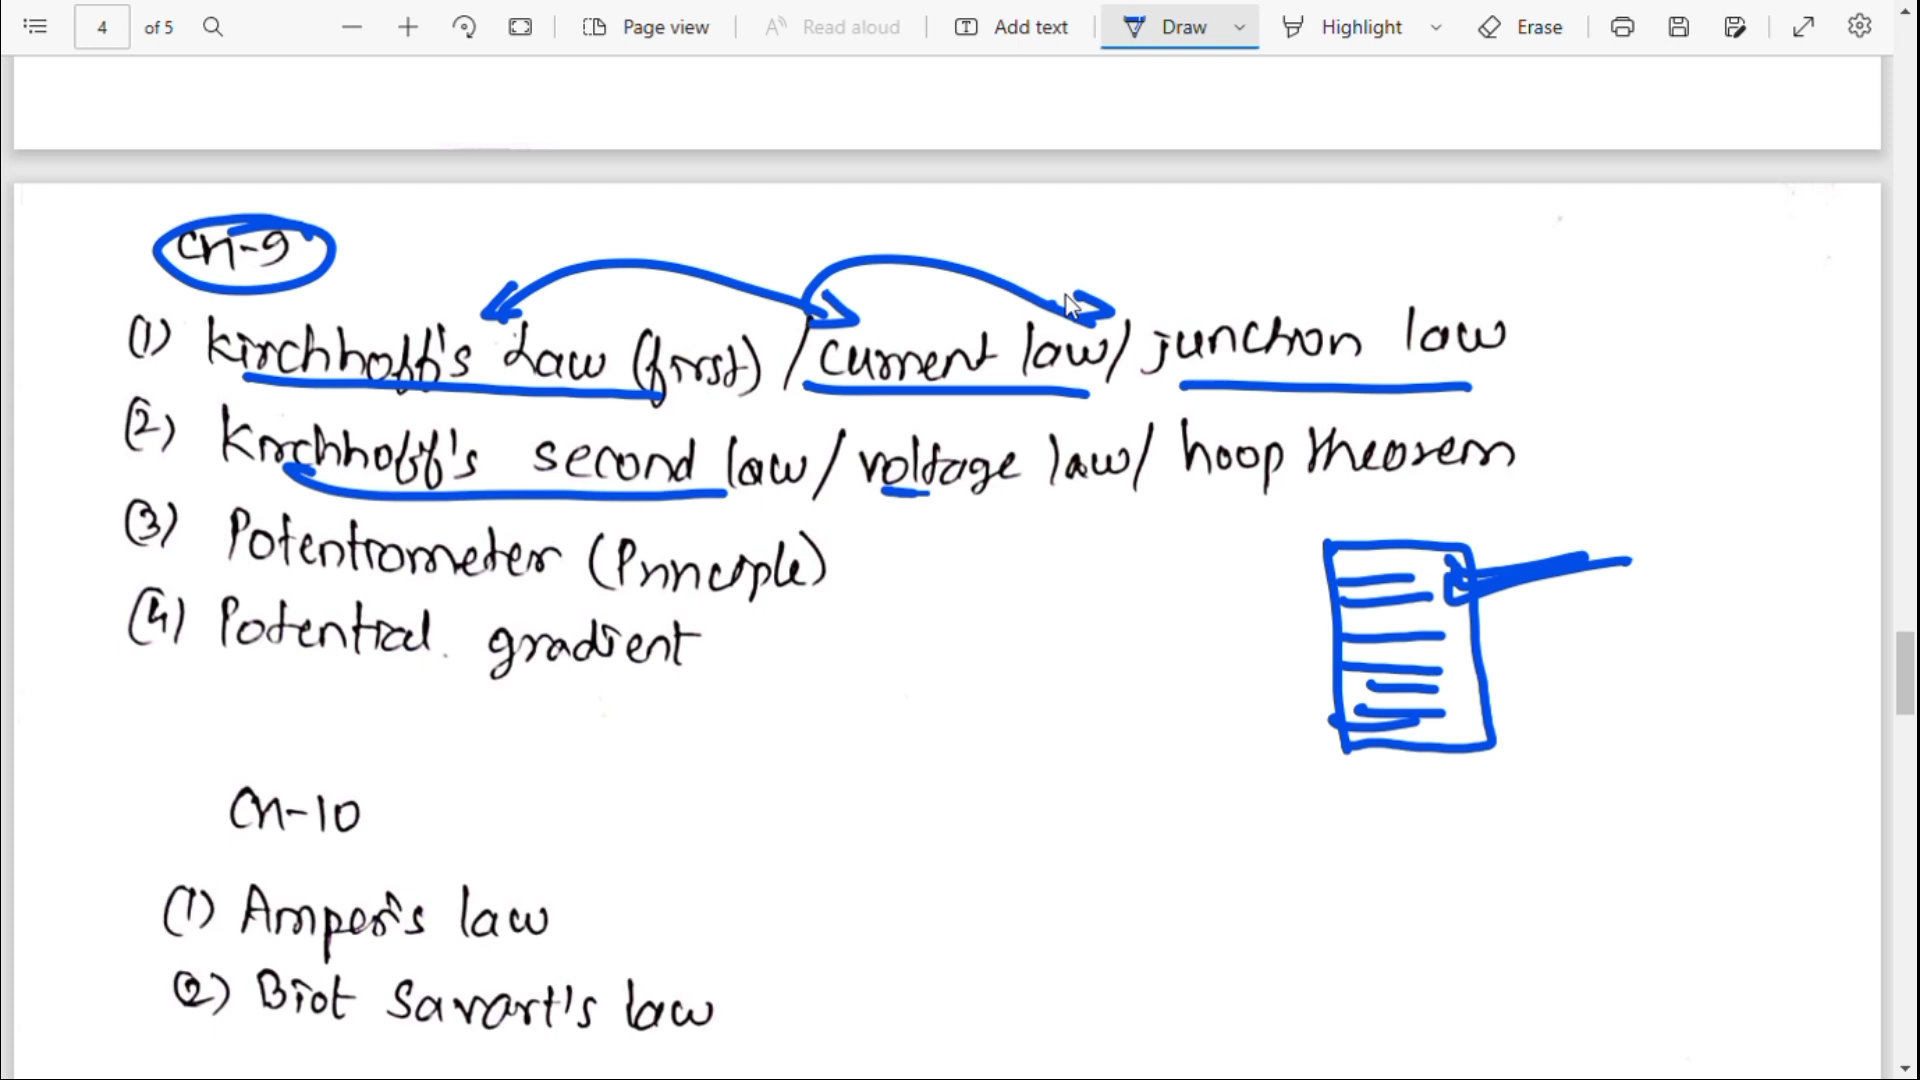 4 of 5 Page view Read aloud Add text Draw Highlight Erase
Ch-9
(1) Kirchhoff's Law (first) / current law / junction law
(2) Kirchhoff's second law / voltage law / hoop theorem
(3) Potentiometer (Principle)
(4) Potential gradient
Ch-10
(1) Amper's law
(2) Biot Savart's law